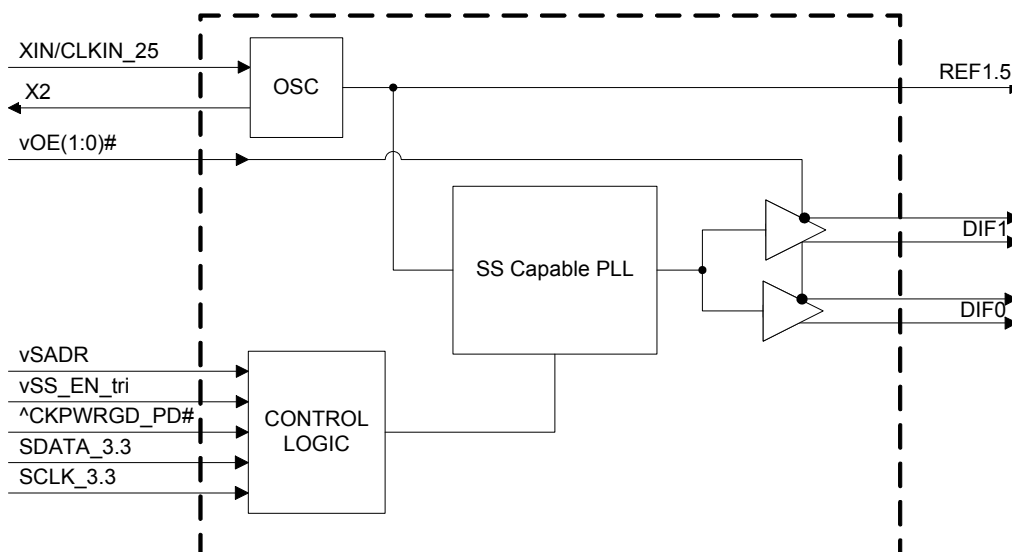 XIN/CLKIN_25
X2
vOE(1:0)#
OSC
REF1.5
SS Capable PLL
DIF1
DIF0
vSADR
vSS_EN_tri
^CKPWRGD_PD#
SDATA_3.3
SCLK_3.3
CONTROL
LOGIC